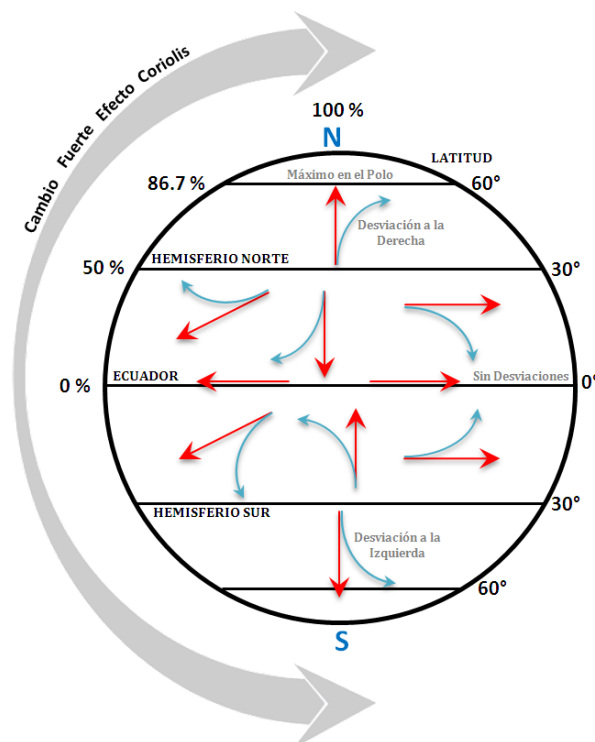 Cambio Fuerte Efecto Coriolis
100 %
N
LATITUD
86.7 %
Máximo en el Polo
60°
Desviación a la
Derecha
50 %
HEMISFERIO NORTE
30°
0 %
ECUADOR
Sin Desviaciones
0°
HEMISFERIO SUR
30°
Desviación a la
Izquierda
60°
S